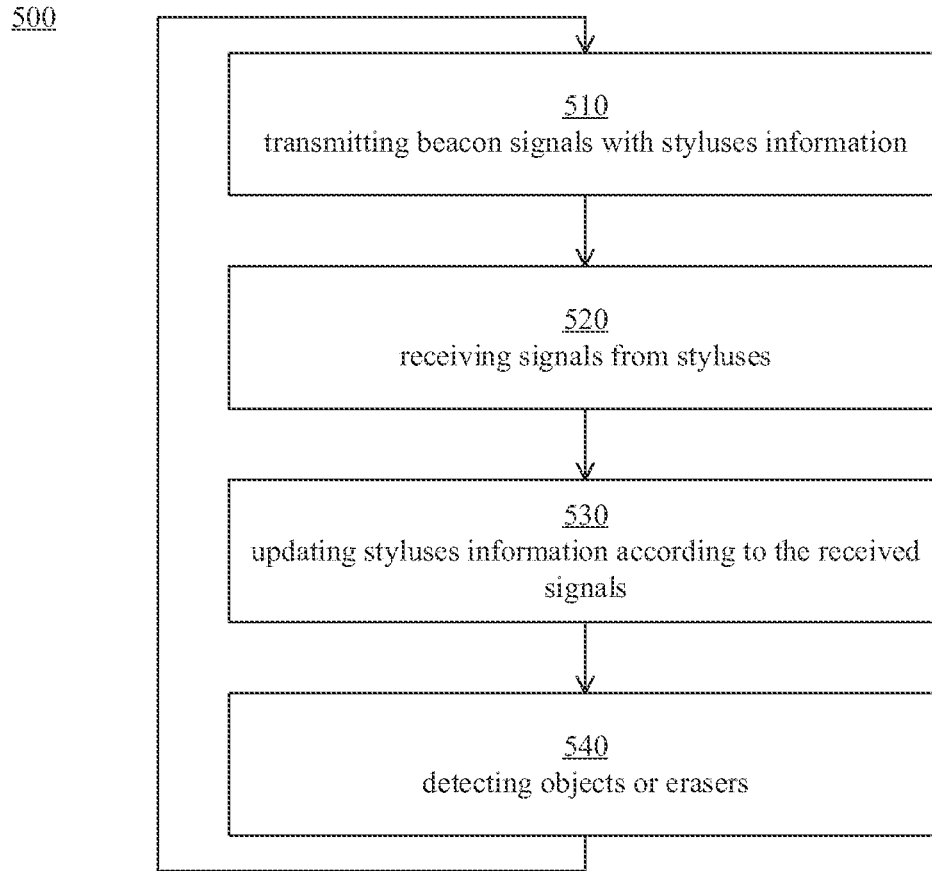 500
510
transmitting beacon signals with styluses information
520
receiving signals from styluses
530
updating styluses information according to the received
signals
540
detecting objects or erasers